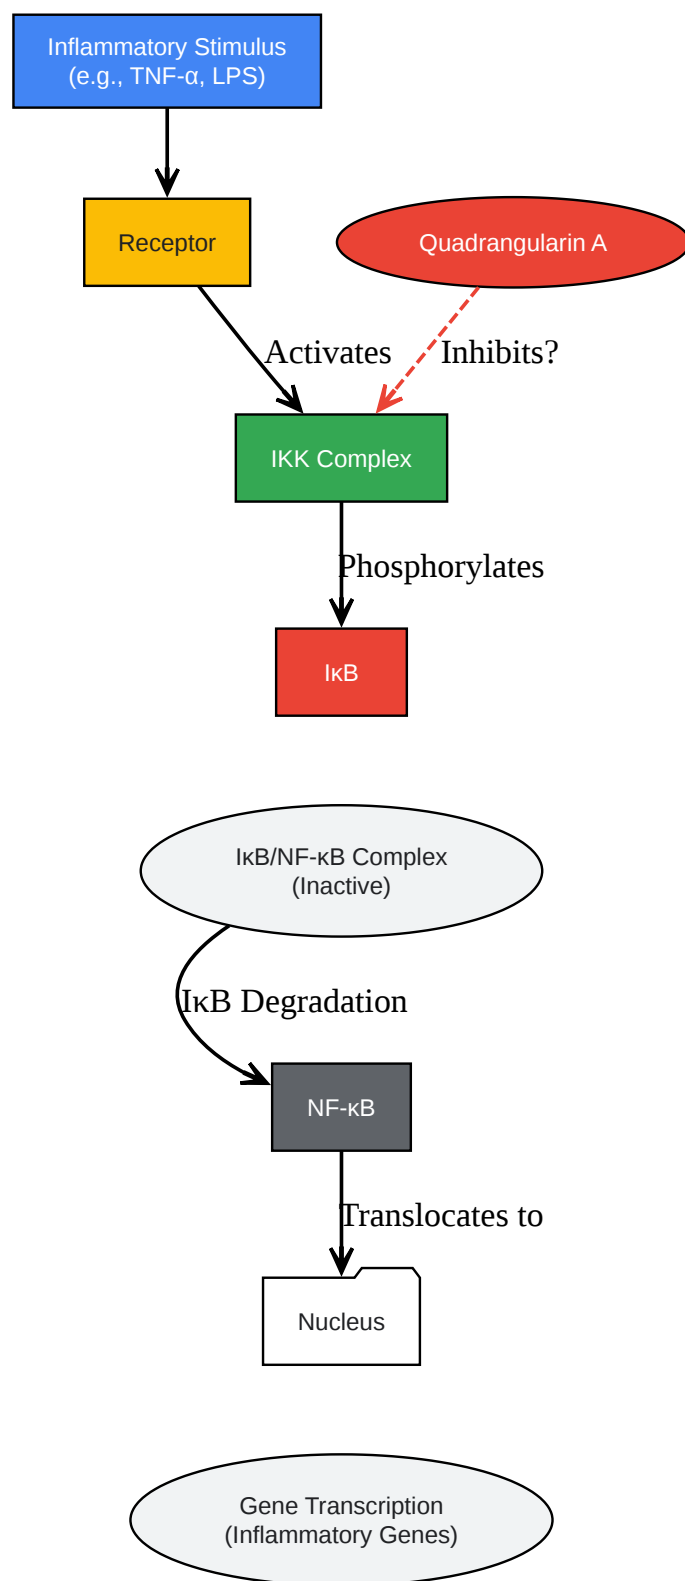 Inflammatory Stimulus
(e.g., TNF-α, LPS)
Receptor
Quadrangularin A
Activates
Inhibits?
IKK Complex
Phosphorylates
IκB
IκB/NF-κB Complex
(Inactive)
IκB Degradation
NF-κB
Translocates to
Nucleus
Gene Transcription
(Inflammatory Genes)